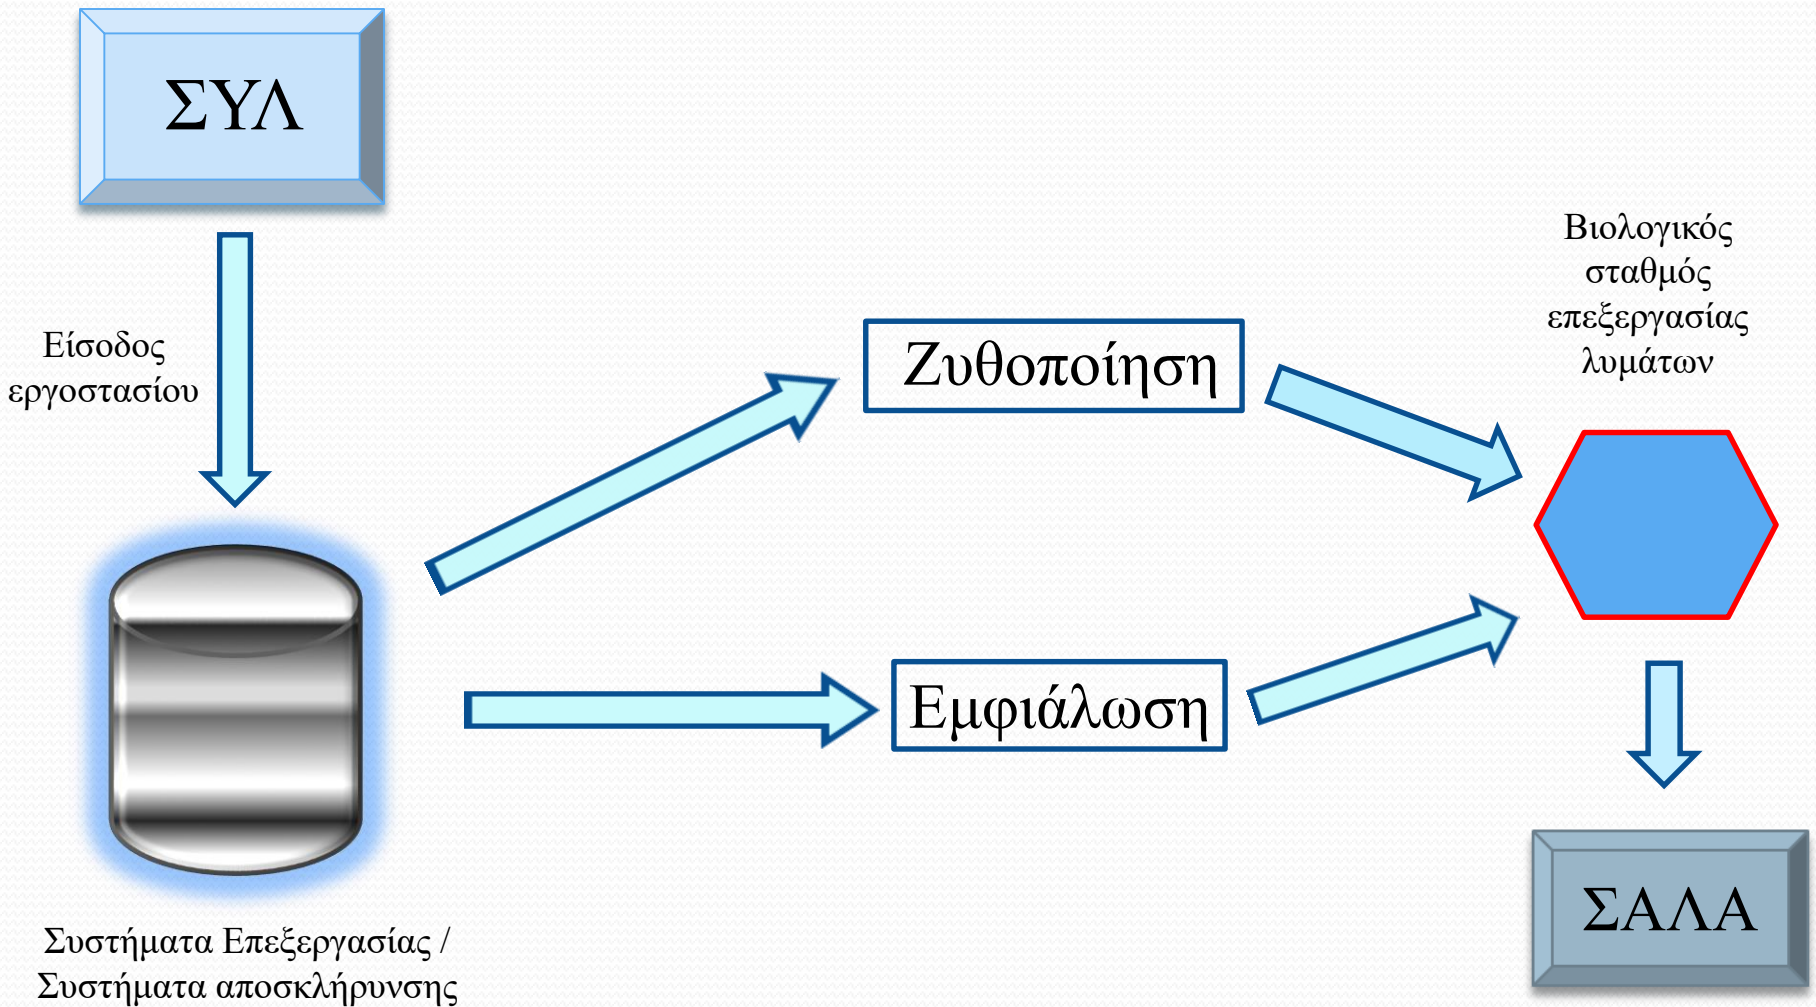 ΣΥΛ
Είσοδος
εργοστασίου
Συστήματα Επεξεργασίας /
Συστήματα αποσκλήρυνσης
Ζυθοποίηση
Εμφιάλωση
Βιολογικός
σταθμός
επεξεργασίας
λυμάτων
ΣΑΛΑ